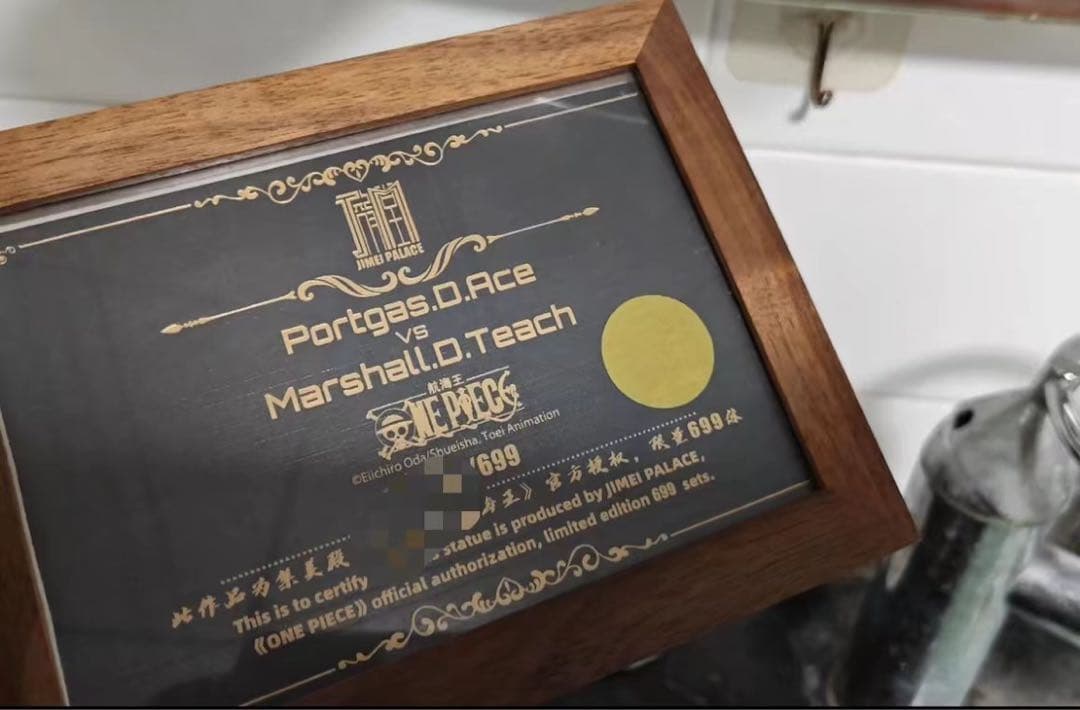 JIMEI PALACE
Portgas.D.Ace
VS
Marshall.D.Teach
航海王
ONE PIECE
©Eiichiro Oda/Shueisha, Toei Animation
/699
此作品为集美殿 王》官方授权，限量699体
This is to certify statue is produced by JIMEI PALACE,
《ONE PIECE》 official authorization, limited edition 699 sets.